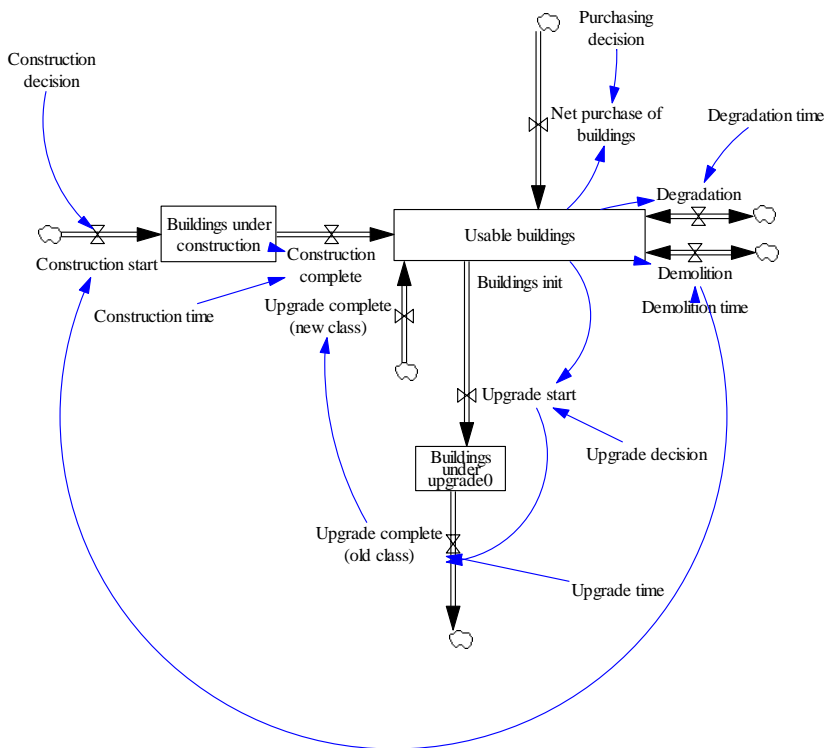 Purchasing
decision
Construction
decision
Net purchase of
buildings
Degradation time
Degradation
Buildings under
construction
Usable buildings
Construction start
Construction
complete
Demolition
Buildings init
Construction time
Upgrade complete
(new class)
Demolition time
Upgrade start
Upgrade decision
Buildings
under
upgrade0
Upgrade complete
(old class)
Upgrade time